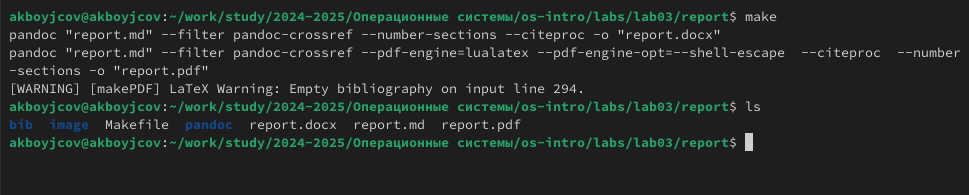 akboyjcov@akboyjcov:~/work/study/2024-2025/Операционные системы/os-intro/labs/lab03/report$ make
pandoc "report.md" --filter pandoc-crossref --number-sections --citeproc -o "report.docx"
pandoc "report.md" --filter pandoc-crossref --pdf-engine=lualatex --pdf-engine-opt=--shell-escape  --citeproc  --number
-sections -o "report.pdf"
[WARNING] [makePDF] LaTeX Warning: Empty bibliography on input line 294.
akboyjcov@akboyjcov:~/work/study/2024-2025/Операционные системы/os-intro/labs/lab03/report$ ls
bib  image  Makefile  pandoc  report.docx  report.md  report.pdf
akboyjcov@akboyjcov:~/work/study/2024-2025/Операционные системы/os-intro/labs/lab03/report$